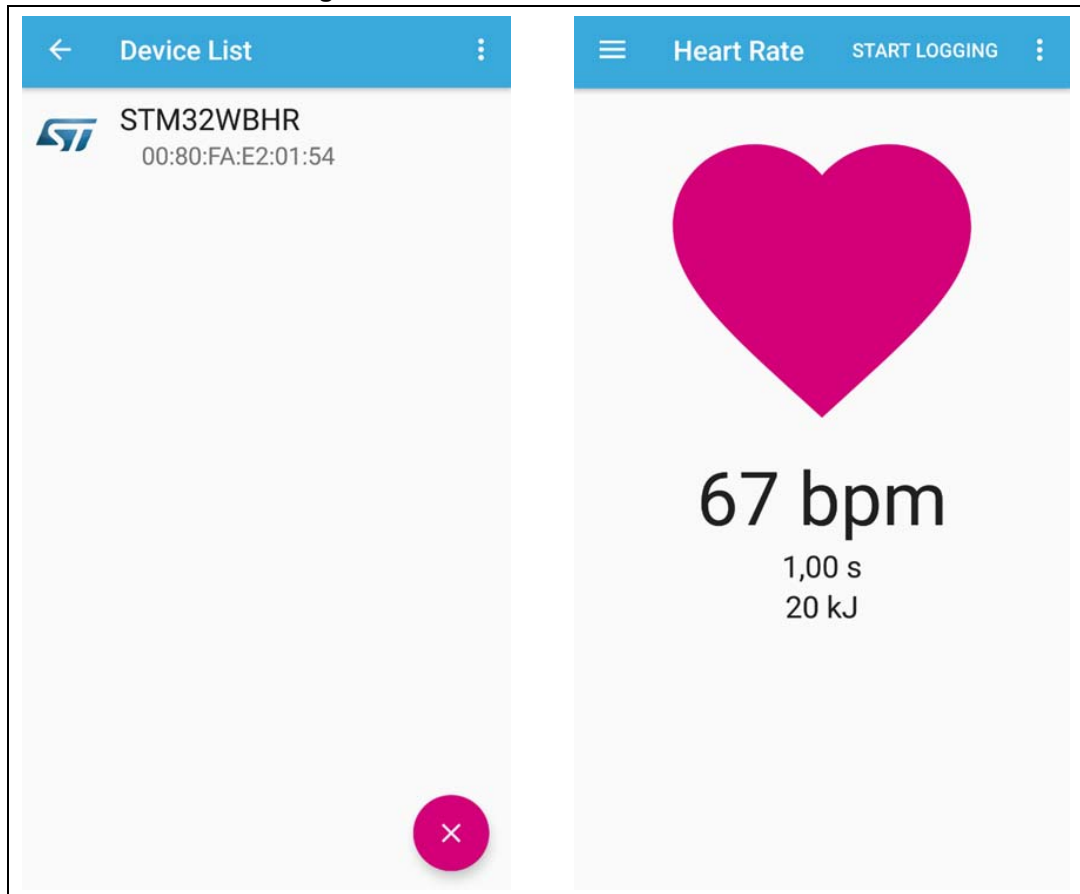 Device List
STM32WBHR
00:80:FA:E2:01:54
Heart Rate START LOGGING
67 bpm
1,00 s
20 kJ